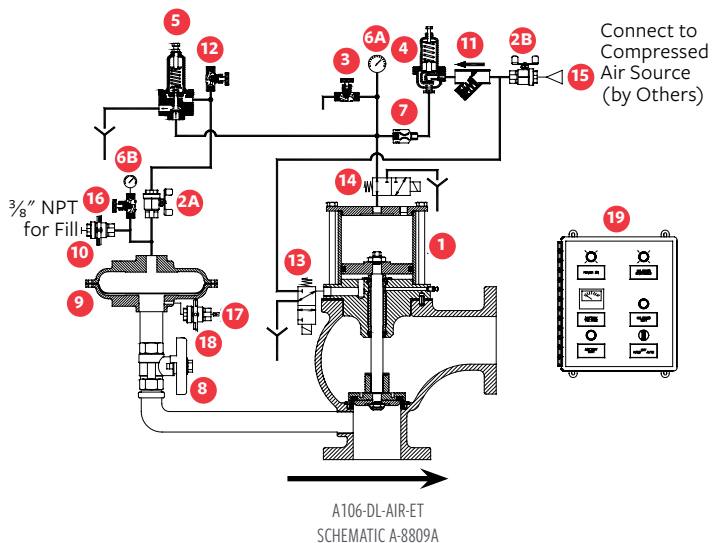 5
12
6A
4
11
2B
Connect to
Compressed
Air Source
(by Others)
15
3
7
6B
14
16
2A
19
3/8" NPT
for Fill
10
1
13
9
17
18
8
A106-DL-AIR-ET
SCHEMATIC A-8809A